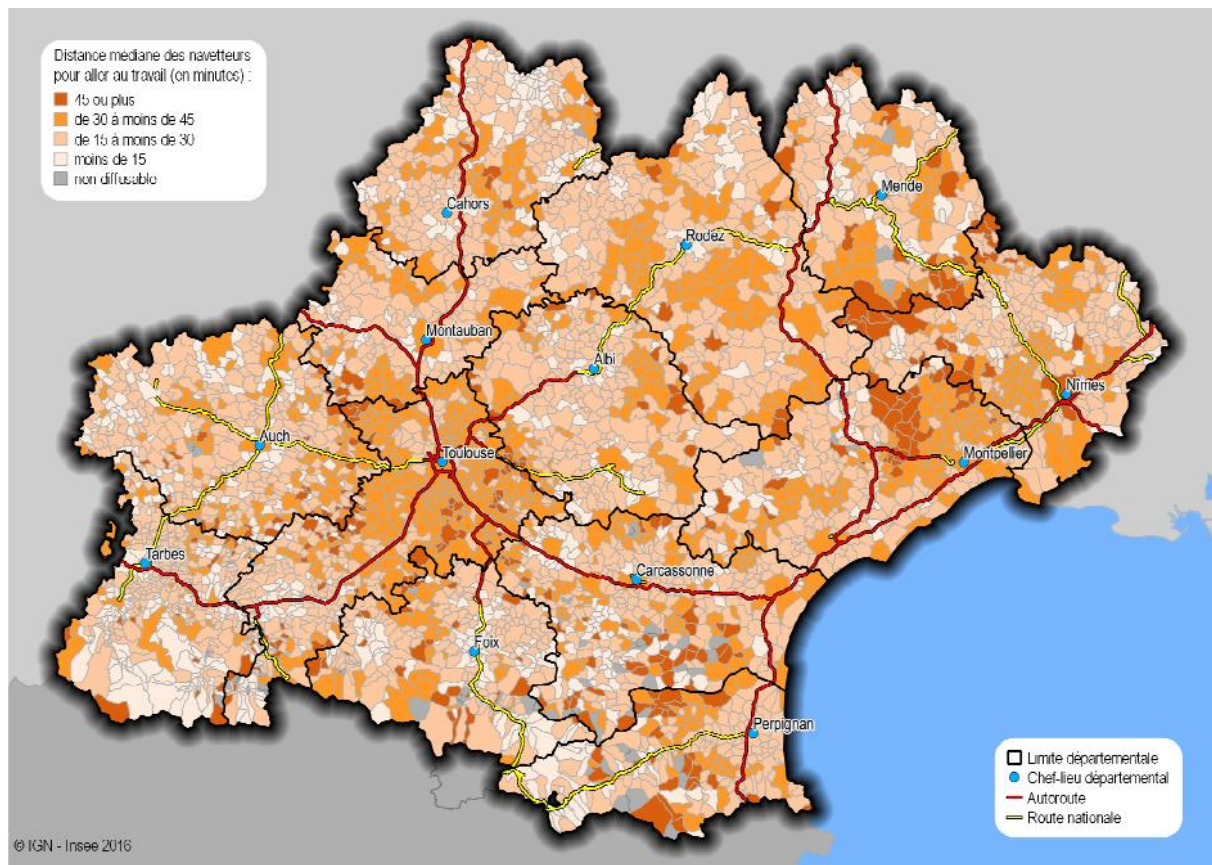 Distance médiane des navetteurs
pour aller au travail (en minutes) :
45 ou plus
de 30 à moins de 45
de 15 à moins de 30
moins de 15
non diffusable
Mende
Cahors
Rodez
Montauban
Albi
Nîmes
Auch
Toulouse
Montpellier
Tarbes
Carcassonne
Foix
Perpignan
Limite départementale
Chef-lieu départemental
Autoroute
Route nationale
© IGN - Insee 2016